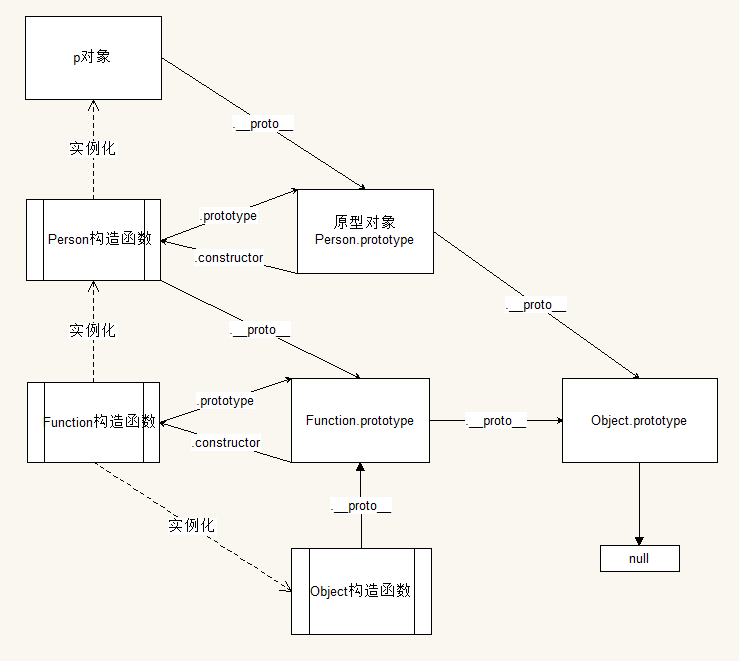 p对象
.__proto__
实例化
.prototype
原型对象
Person.prototype
Person构造函数
.constructor
.__proto__
.__proto__
实例化
.prototype
Function构造函数
Function.prototype
.__proto__
Object.prototype
.constructor
.__proto__
实例化
null
Object构造函数